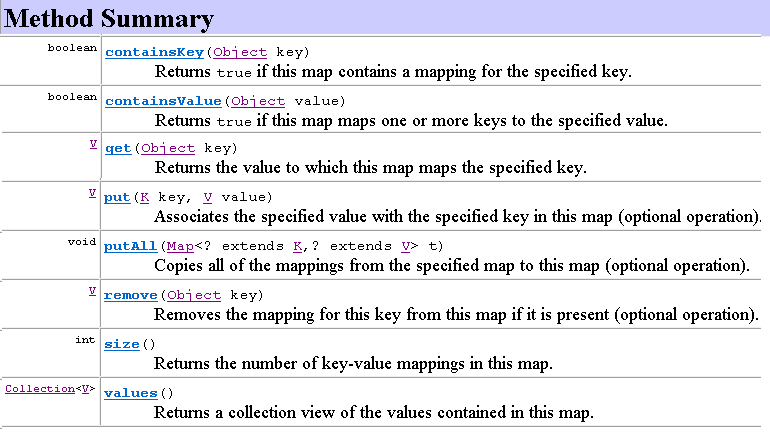 Method Summary
boolean containsKey(Object key)
Returns true if this map contains a mapping for the specified key.
boolean containsValue(Object value)
Returns true if this map maps one or more keys to the specified value.
V get(Object key)
Returns the value to which this map maps the specified key.
V put(K key, V value)
Associates the specified value with the specified key in this map (optional operation).
void putAll(Map<? extends K,? extends V> t)
Copies all of the mappings from the specified map to this map (optional operation).
V remove(Object key)
Removes the mapping for this key from this map if it is present (optional operation).
int size()
Returns the number of key-value mappings in this map.
Collection<V> values()
Returns a collection view of the values contained in this map.